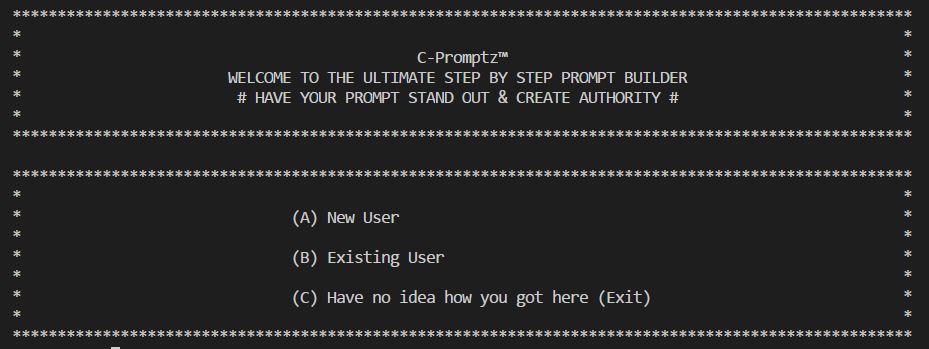 ****************************************************************************************************
*                                                                                                  *
*                                            C-Promptz™                                            *
*                       WELCOME TO THE ULTIMATE STEP BY STEP PROMPT BUILDER                        *
*                        # HAVE YOUR PROMPT STAND OUT & CREATE AUTHORITY #                         *
*                                                                                                  *
****************************************************************************************************

****************************************************************************************************
*                                                                                                  *
*                              (A) New User                                                        *
*                                                                                                  *
*                              (B) Existing User                                                   *
*                                                                                                  *
*                              (C) Have no idea how you got here (Exit)                            *
*                                                                                                  *
****************************************************************************************************